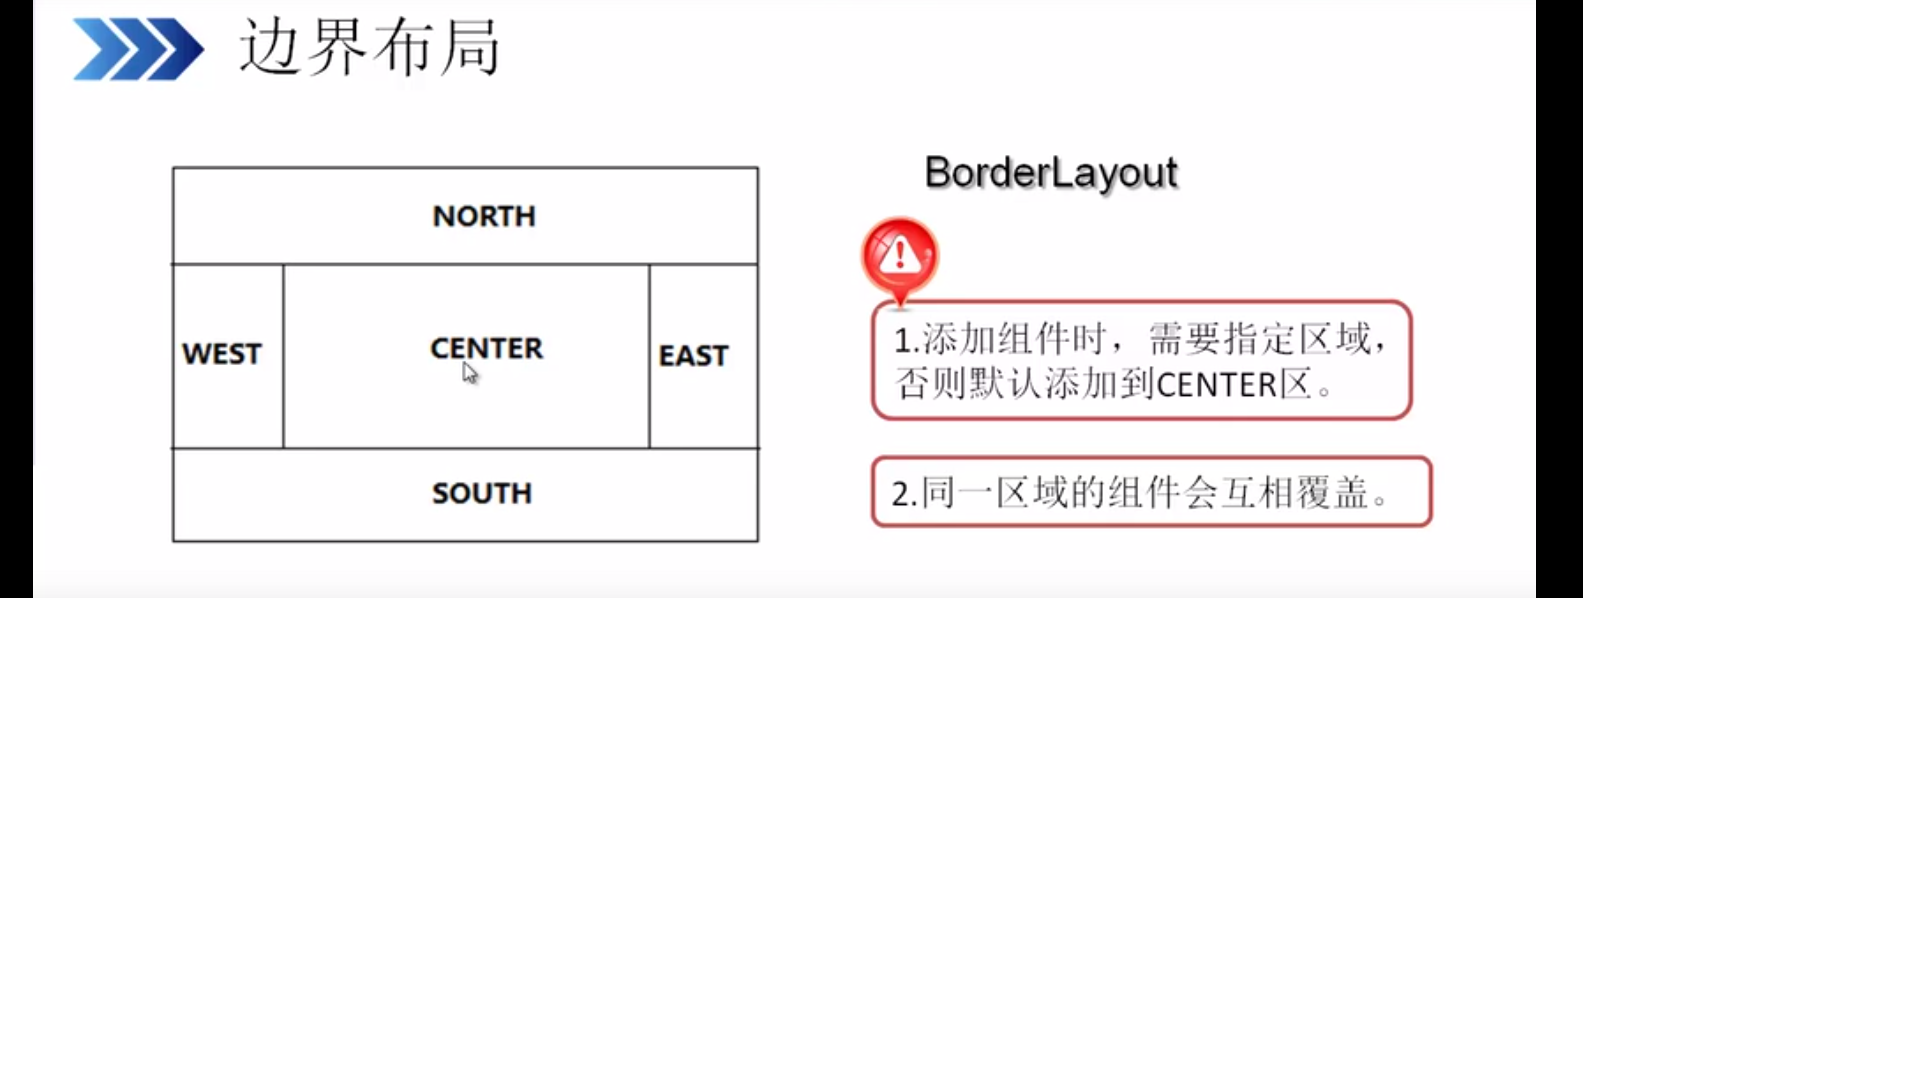 边界布局
NORTH
WEST
CENTER
EAST
SOUTH
BorderLayout
1.添加组件时，需要指定区域，
否则默认添加到CENTER区。
2.同一区域的组件会互相覆盖。